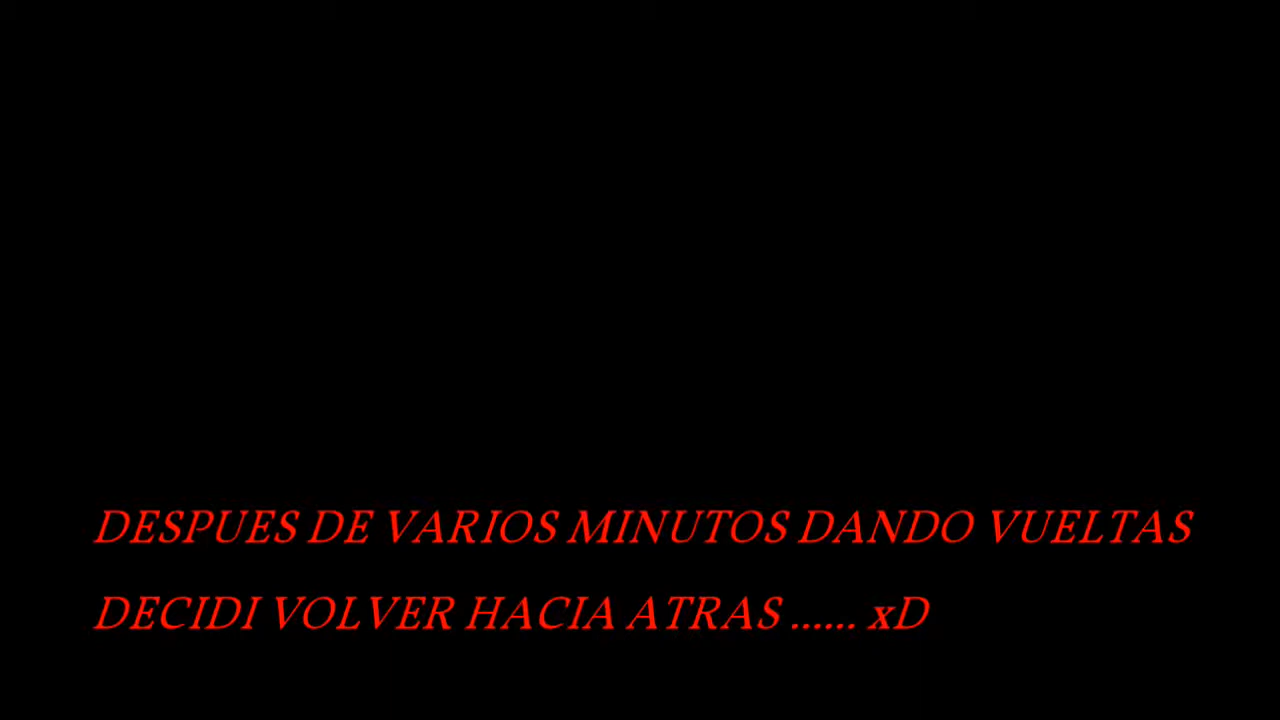 DESPUES DE VARIOS MINUTOS DANDO VUELTAS
DECIDI VOLVER HACIA ATRAS ...... xD